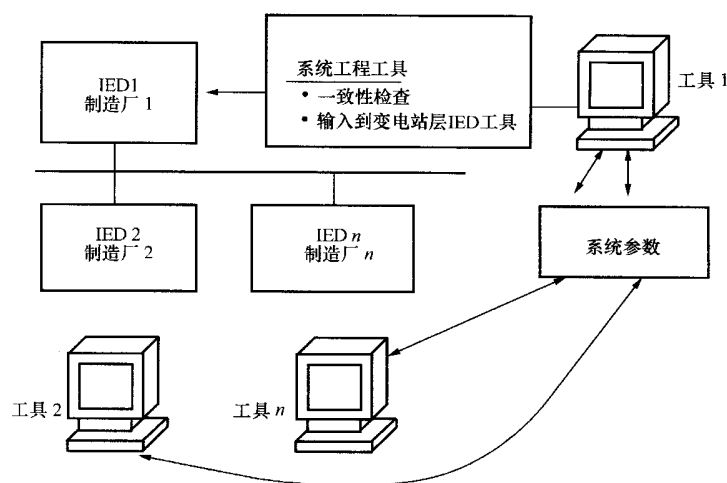 IED1
制造厂 1
系统工程工具
• 一致性检查
• 输入到变电站层IED工具
工具 1
IED 2
制造厂 2
IED n
制造厂 n
系统参数
工具 2
工具 n